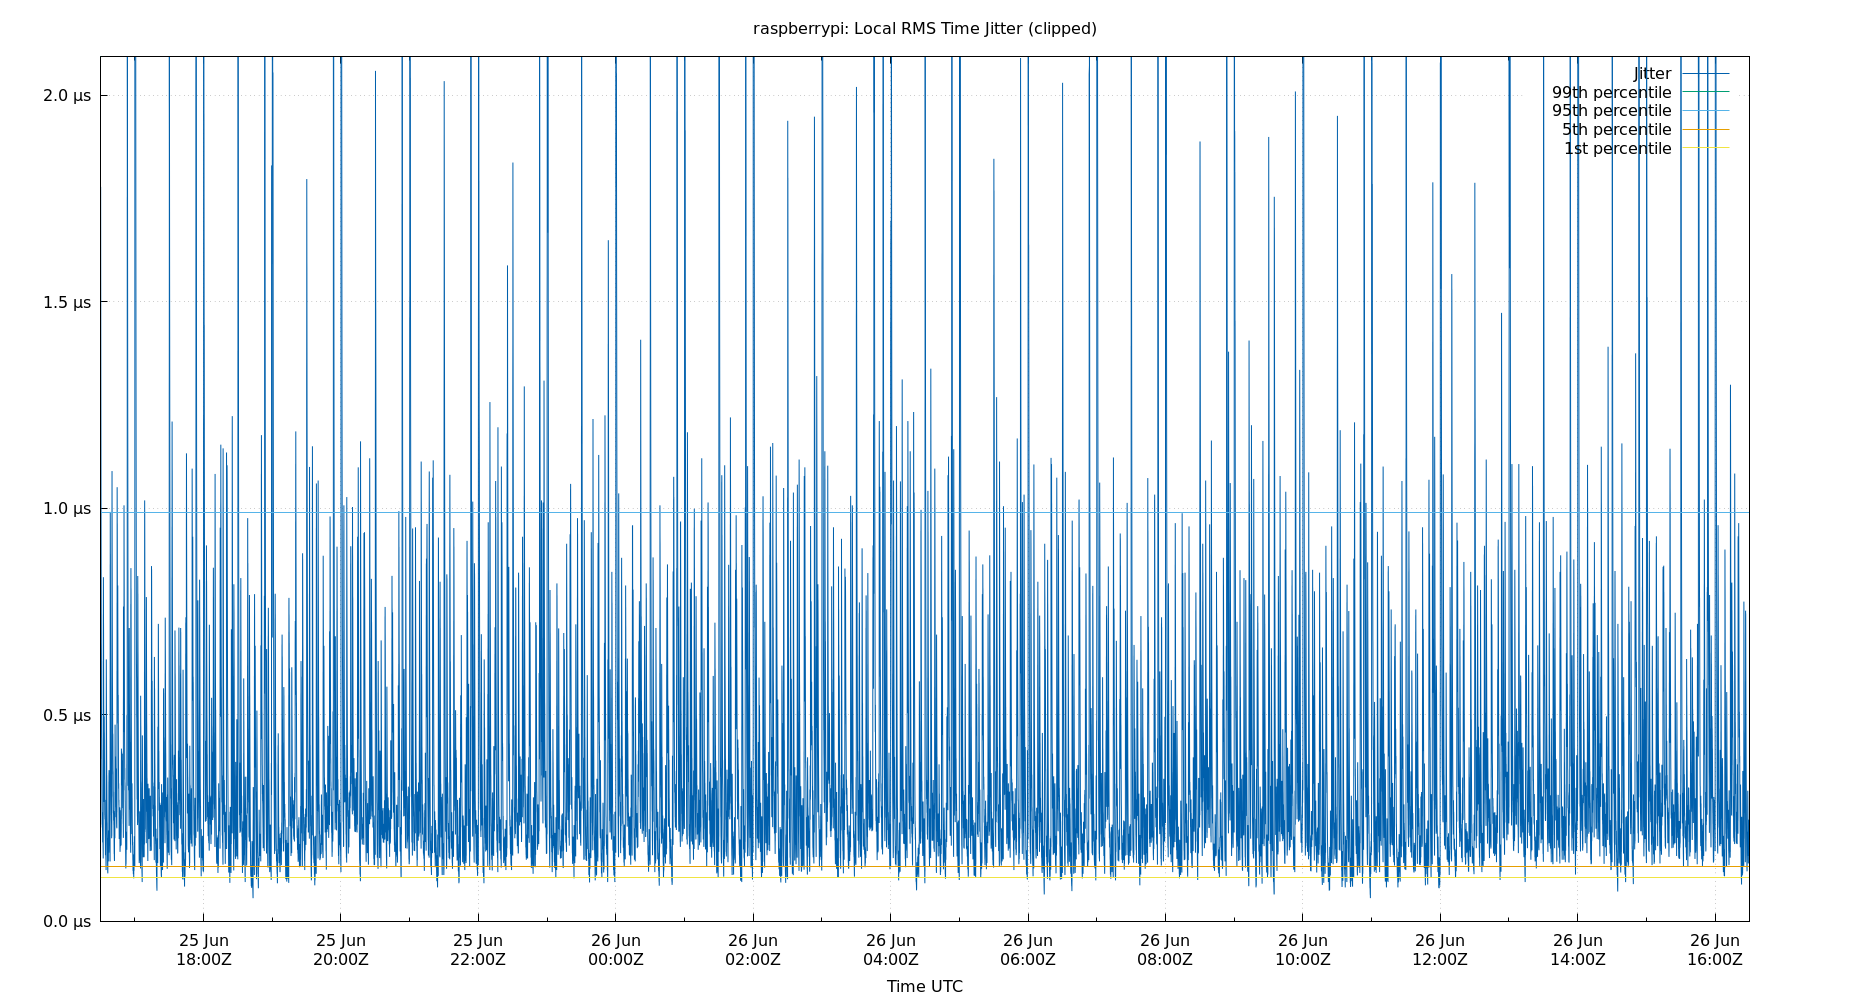 raspberrypi: Local RMS Time Jitter (clipped)
Jitter
99th percentile
95th percentile
5th percentile
1st percentile
2.0 μs
1.5 μs
1.0 μs
0.5 μs
0.0 μs
25 Jun 25 Jun 25 Jun 26 Jun 26 Jun 26 Jun 26 Jun 26 Jun 26 Jun 26 Jun 26 Jun 26 Jun
18:00Z 20:00Z 22:00Z 00:00Z 02:00Z 04:00Z 06:00Z 08:00Z 10:00Z 12:00Z 14:00Z 16:00Z
Time UTC